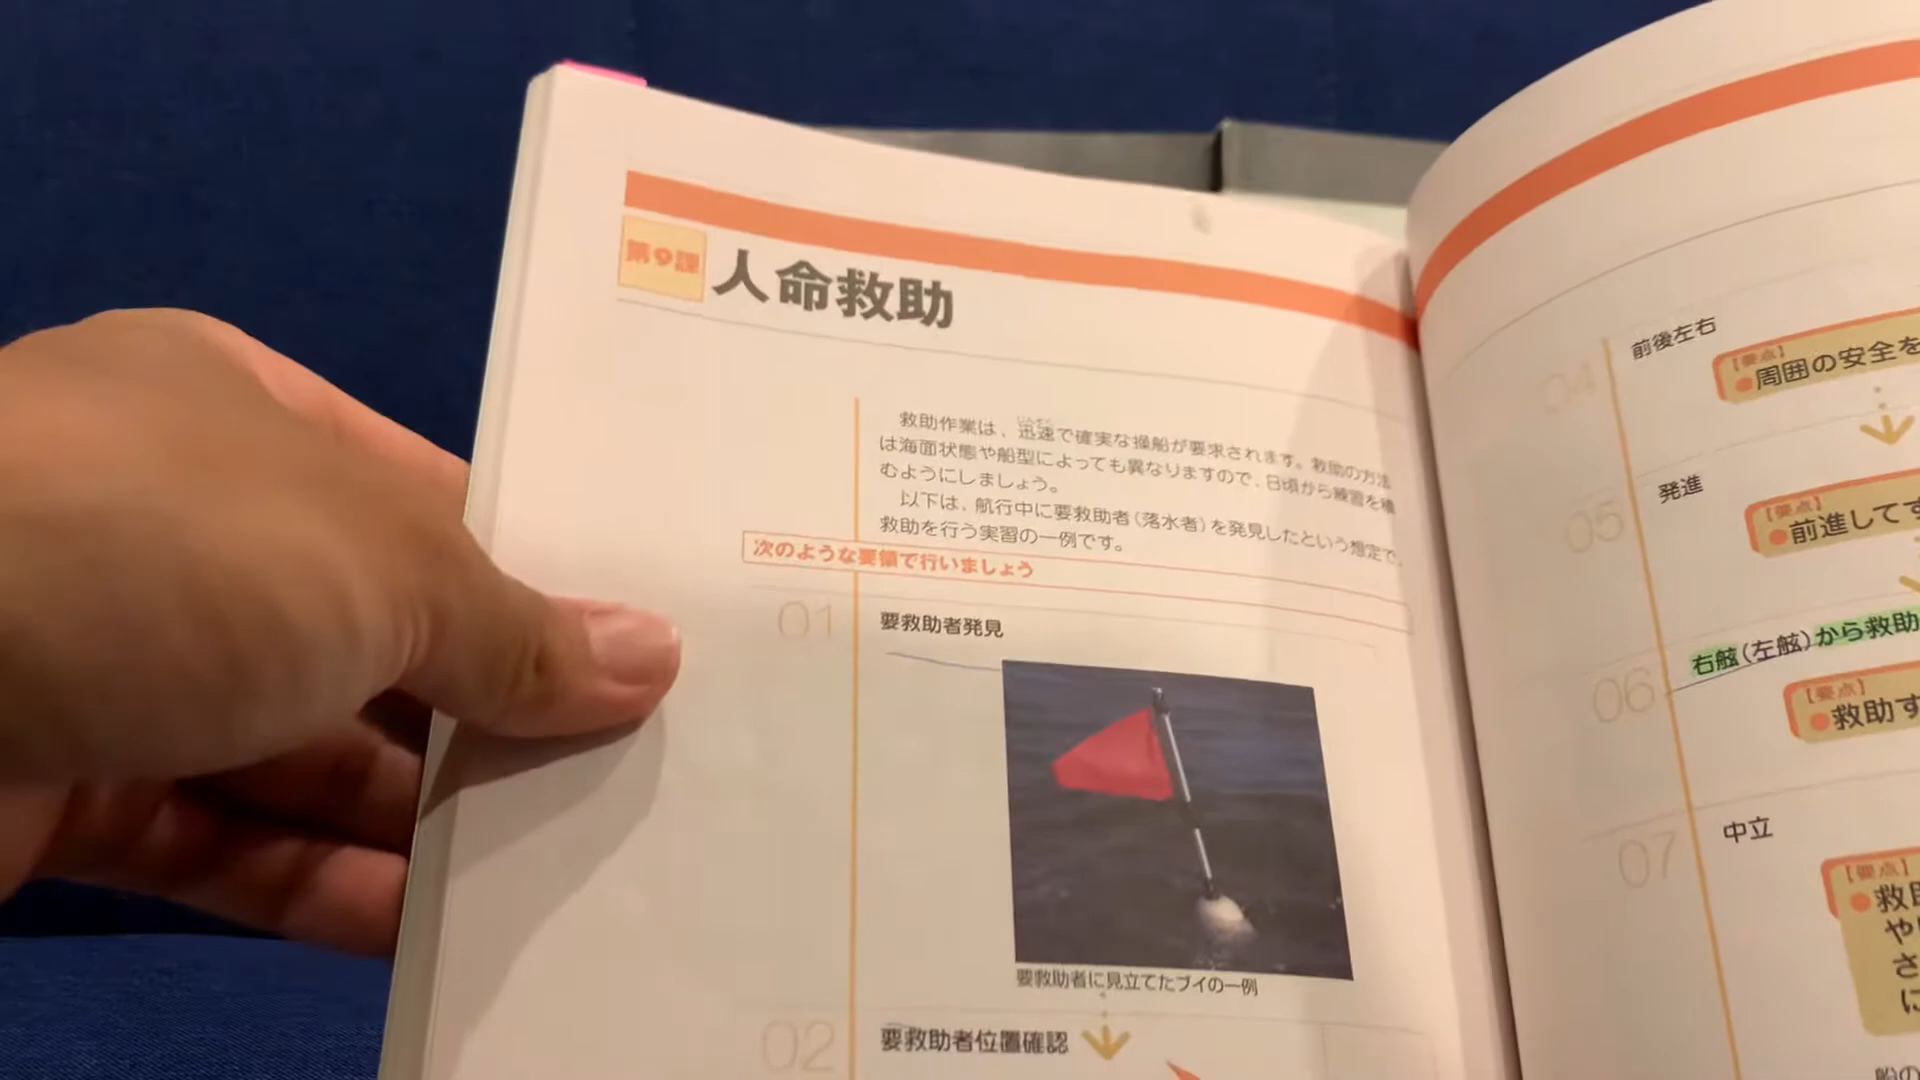 第9課
人命救助
救助作業は、迅速で確実な操船が要求されます。救助の方法
は海面状態や船型によっても異なりますので、日頃から練習を積
むようにしましょう。
以下は、航行中に要救助者(落水者)を発見したという想定で、
救助を行う実習の一例です。
次のような要領で行いましょう
01
要救助者発見
要救助者に見立てたブイの一例
02
要救助者位置確認
04
前後左右
【要点】
●周囲の安全を
05
発進
【要点】
●前進してす
06
右舷(左舷)から救助
【要点】
●救助す
07
中立
【要点】
●救助
や
さ
に
船の